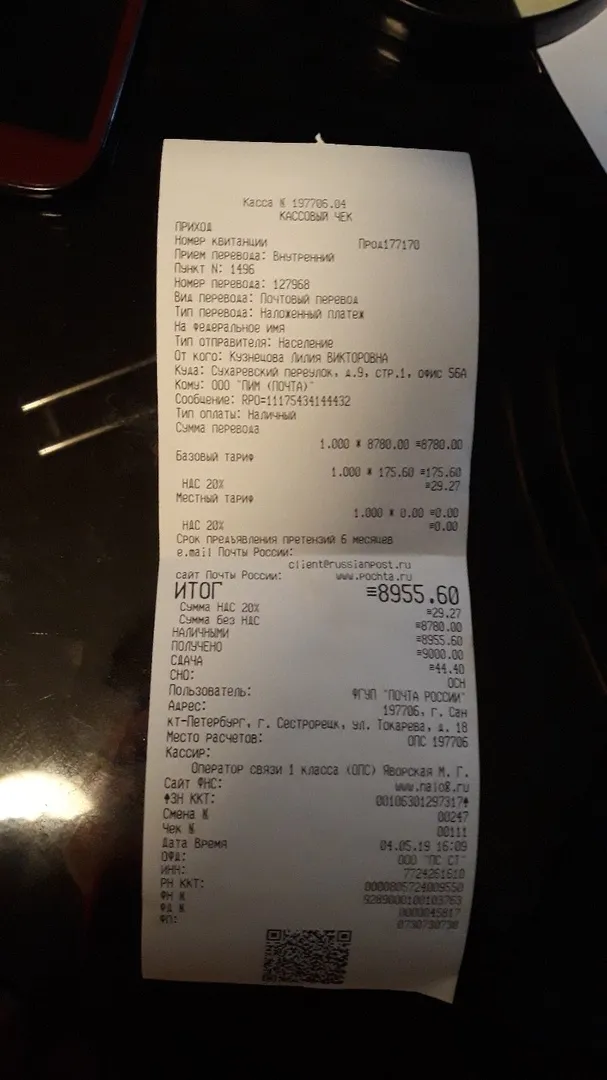 Касса № 197706.04
КАССОВЫЙ ЧЕК
ПРИХОД
Номер квитанции Прод177170
Прием перевода: Внутренний
Пункт N: 1496
Номер перевода: 127968
Вид перевода: Почтовый перевод
Тип перевода: Наложенный платеж
На федеральное имя
Тип отправителя: Население
От кого: Кузнецова Лилия ВИКТОРОВНА
Куда: Сухаревский переулок, д.9, стр.1, офис 56А
Кому: ООО "ПИМ (ПОЧТА)"
Сообщение: RPO=11175434144432
Тип оплаты: Наличный
Сумма перевода
1.000 * 8780.00 =8780.00
Базовый тариф
1.000 * 175.60 =175.60
НДС 20% =29.27
Местный тариф
1.000 * 0.00 =0.00
НДС 20% =0.00
Срок предъявления претензий 6 месяцев
e.mail Почты России:
client@russianpost.ru
сайт Почты России: www.pochta.ru
ИТОГ =8955.60
Сумма НДС 20% =29.27
Сумма без НДС =8780.00
НАЛИЧНЫМИ =8955.60
ПОЛУЧЕНО =9000.00
СДАЧА =44.40
СНО: ОСН
Пользователь: ФГУП "ПОЧТА РОССИИ"
Адрес: 197706, г. Сан
кт-Петербург, г. Сестрорецк, ул. Токарева, д. 18
Место расчетов: ОПС 197706
Кассир:
Оператор связи 1 класса (ОПС) Яворская М. Г.
Сайт ФНС: www.nalog.ru
ЗН ККТ: 00106301297317
Смена № 00247
Чек № 00111
Дата Время 04.05.19 16:09
ОФД: ООО "ПС СТ"
ИНН: 7724261610
РН ККТ: 0000805724009550
ФН № 9289000100103763
ФД № 0000045817
ФП: 0730730730